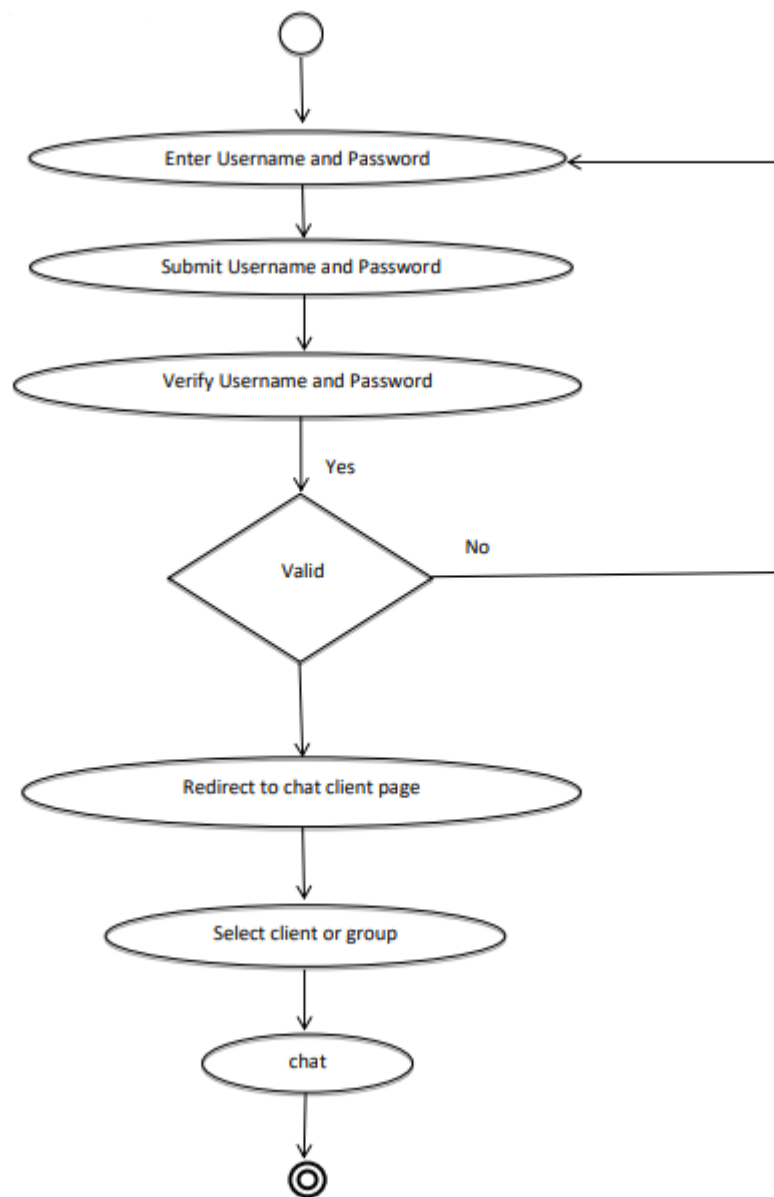 Enter Username and Password
Submit Username and Password
Verify Username and Password
Yes
Valid
No
Redirect to chat client page
Select client or group
chat